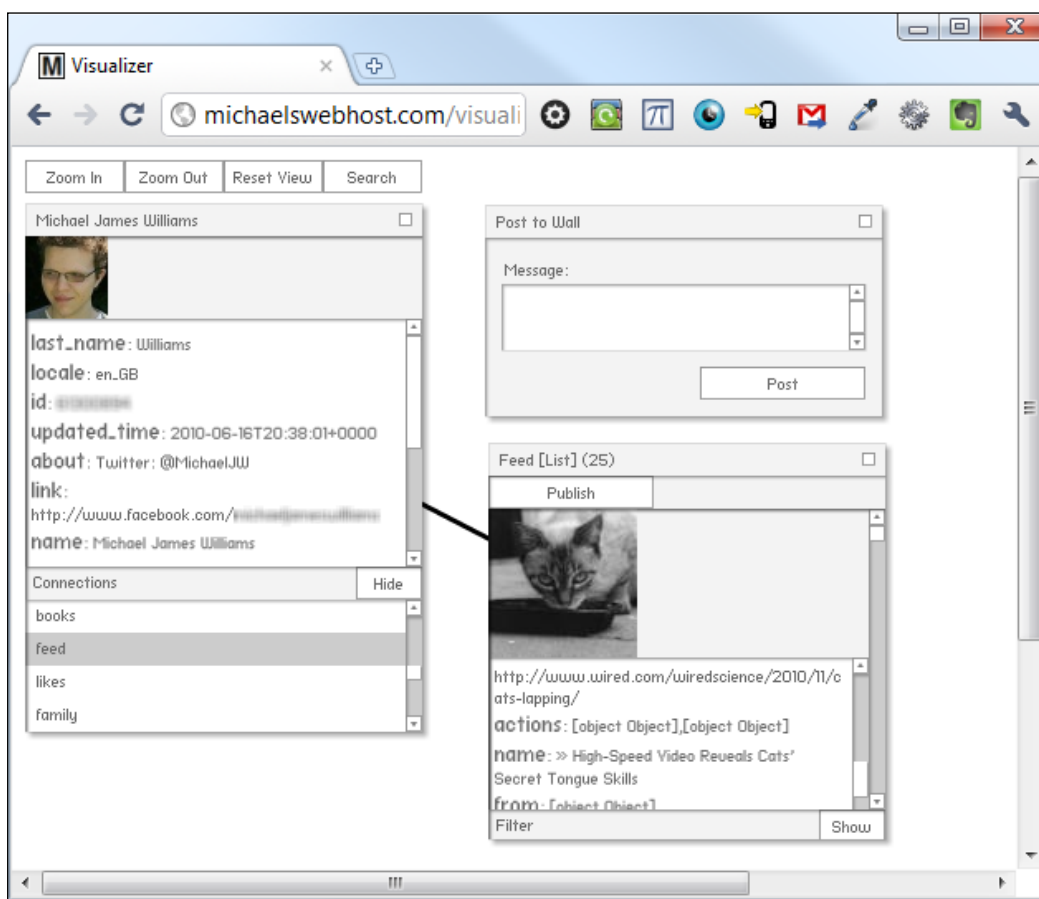 M Visualizer
michaelswebhost.com/visuali
Zoom In Zoom Out Reset View Search
Michael James Williams
last_name: Williams
locale: en_GB
id:
updated_time: 2010-06-16T20:38:01+0000
about: Twitter: @MichaelJW
link:
http://www.facebook.com/
name: Michael James Williams
Connections Hide
books
feed
likes
family
Post to Wall
Message:
Post
Feed [List] (25)
Publish
http://www.wired.com/wiredscience/2010/11/c
ats-lapping/
actions: [object Object],[object Object]
name: » High-Speed Video Reveals Cats'
Secret Tongue Skills
from: [object Object]
Filter Show